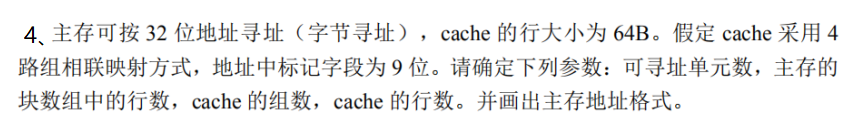 4、主存可按 32 位地址寻址（字节寻址），cache 的行大小为 64B。假定 cache 采用 4
路组相联映射方式，地址中标记字段为 9 位。请确定下列参数：可寻址单元数，主存的
块数组中的行数，cache 的组数，cache 的行数。并画出主存地址格式。